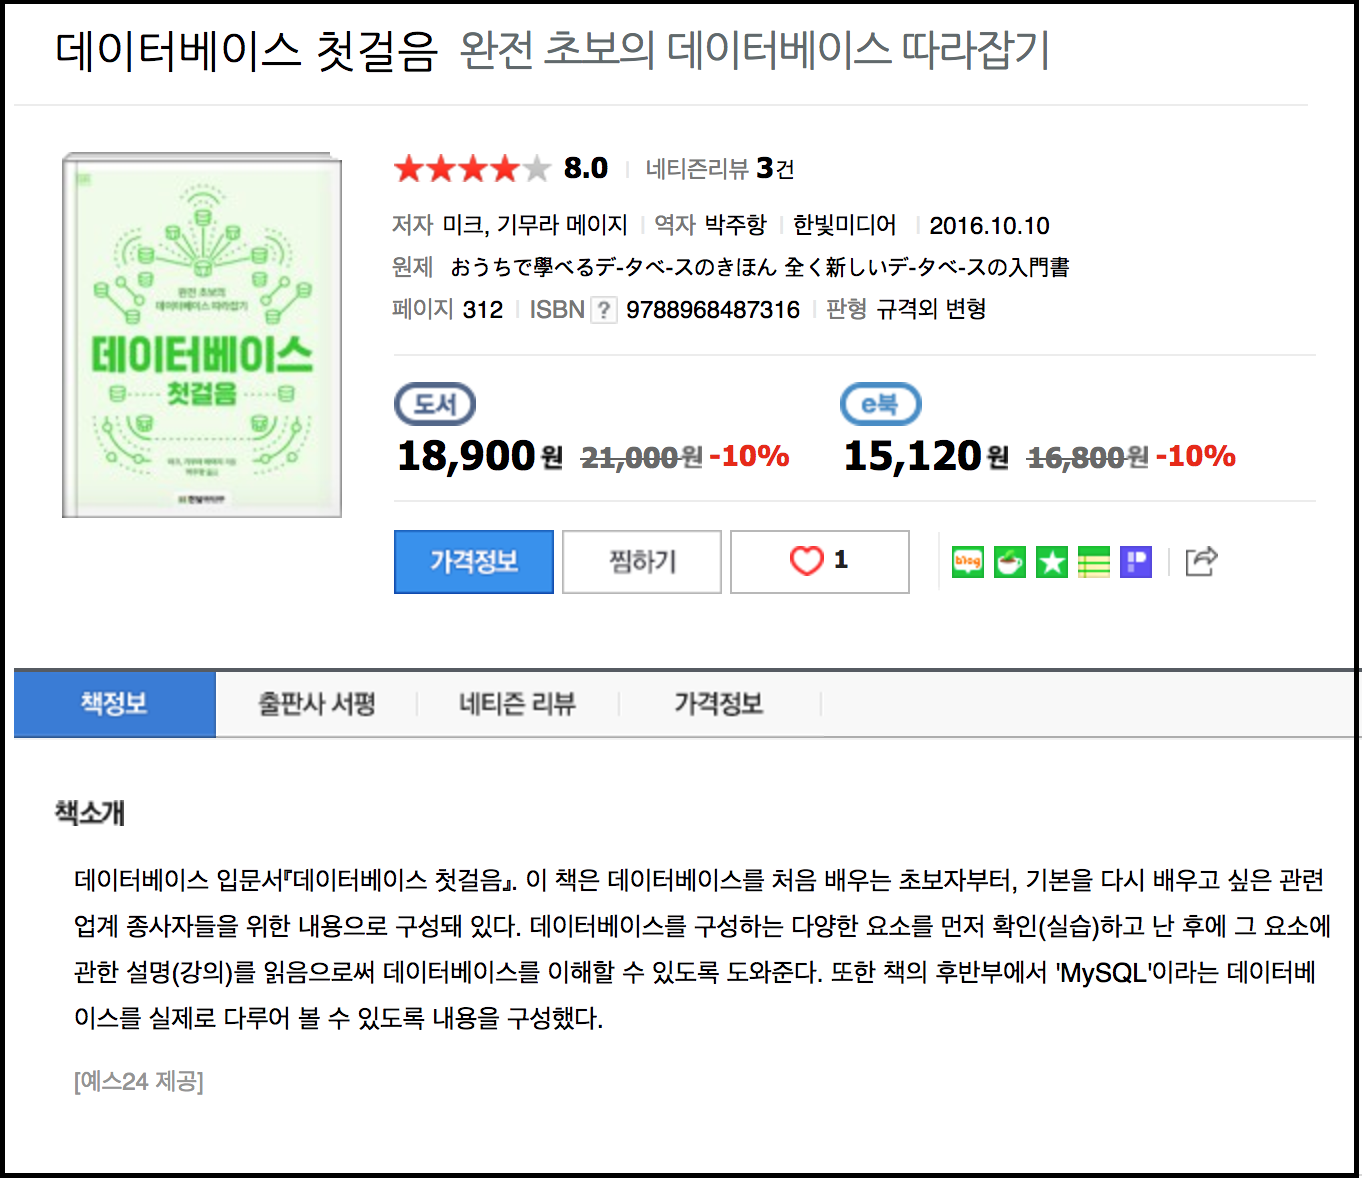 데이터베이스 첫걸음 완전 초보의 데이터베이스 따라잡기
완전 초보의
데이터베이스 따라잡기
데이터베이스
첫걸음
8.0 네티즌리뷰 3건
저자 미크, 기무라 메이지 역자 박주항 한빛미디어 2016.10.10
원제 おうちで學べるデ-タベ-スのきほん 全く新しいデ-タベ-スの入門書
페이지 312 ISBN ? 9788968487316 판형 규격외 변형
도서 e북
18,900원 21,000원 -10% 15,120원 16,800원 -10%
가격정보 찜하기 1 blog
책정보 출판사 서평 네티즌 리뷰 가격정보
책소개
데이터베이스 입문서『데이터베이스 첫걸음』. 이 책은 데이터베이스를 처음 배우는 초보자부터, 기본을 다시 배우고 싶은 관련
업계 종사자들을 위한 내용으로 구성돼 있다. 데이터베이스를 구성하는 다양한 요소를 먼저 확인(실습)하고 난 후에 그 요소에
관한 설명(강의)를 읽음으로써 데이터베이스를 이해할 수 있도록 도와준다. 또한 책의 후반부에서 'MySQL'이라는 데이터베
이스를 실제로 다루어 볼 수 있도록 내용을 구성했다.
[예스24 제공]